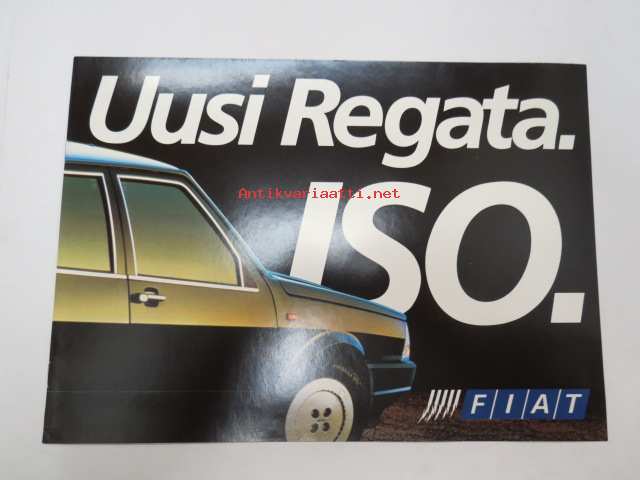 Uusi Regata.
Antikvariaatti.net
ISO.
FIAT